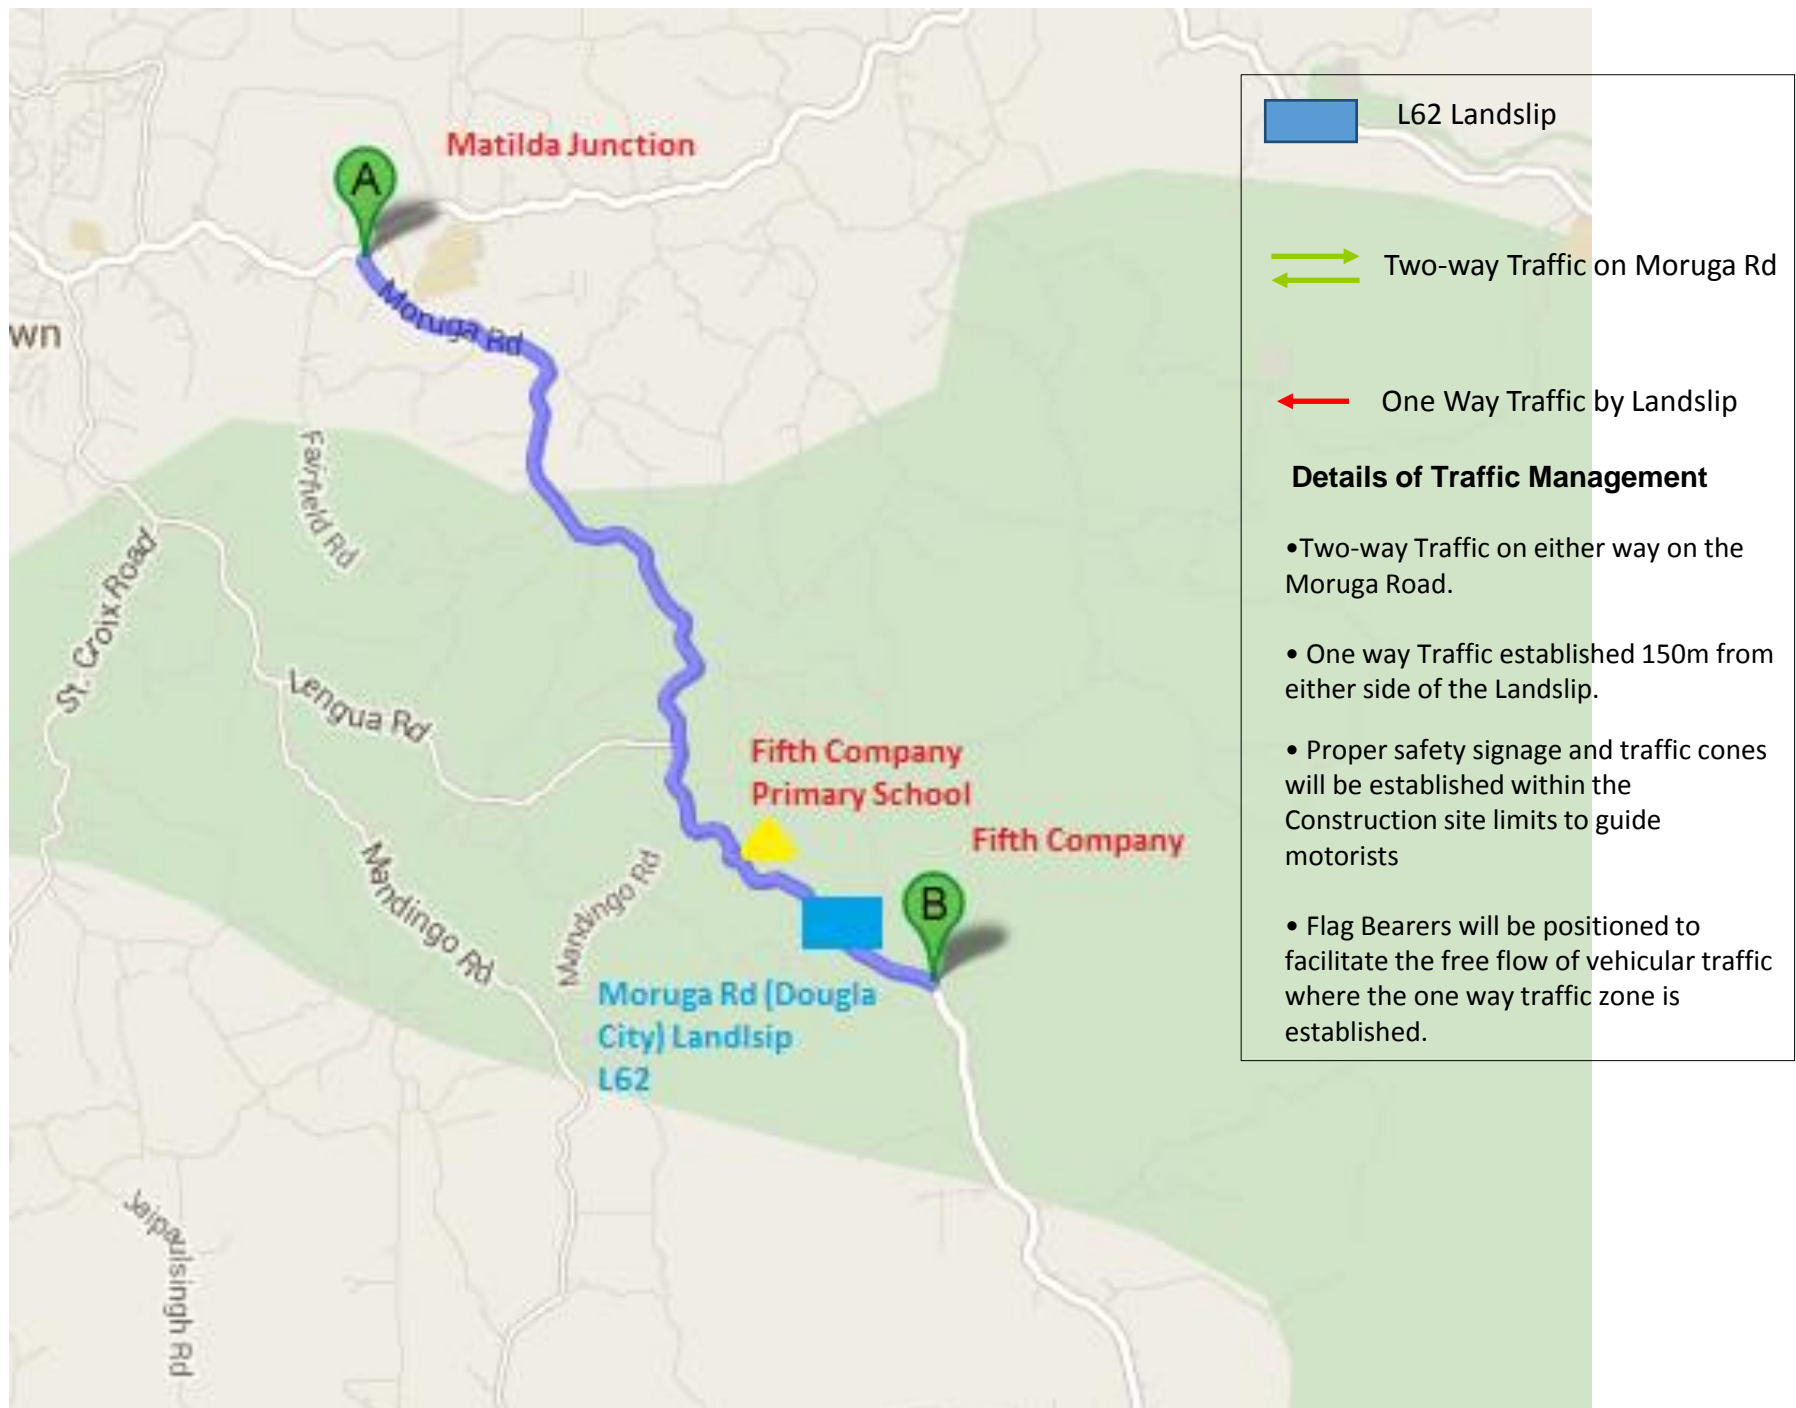 Matilda Junction
A
Moruga Rd
wn
Fairfield Rd
St. Croix Road
Lengua Rd
Fifth Company
Primary School
Fifth Company
Mandingo Rd
Mandingo Rd
B
Moruga Rd (Dougla
City) Landlsip
L62
Jaipaulsingh Rd
L62 Landslip
Two-way Traffic on Moruga Rd
One Way Traffic by Landslip
Details of Traffic Management
•Two-way Traffic on either way on the
Moruga Road.
• One way Traffic established 150m from
either side of the Landslip.
• Proper safety signage and traffic cones
will be established within the
Construction site limits to guide
motorists
• Flag Bearers will be positioned to
facilitate the free flow of vehicular traffic
where the one way traffic zone is
established.